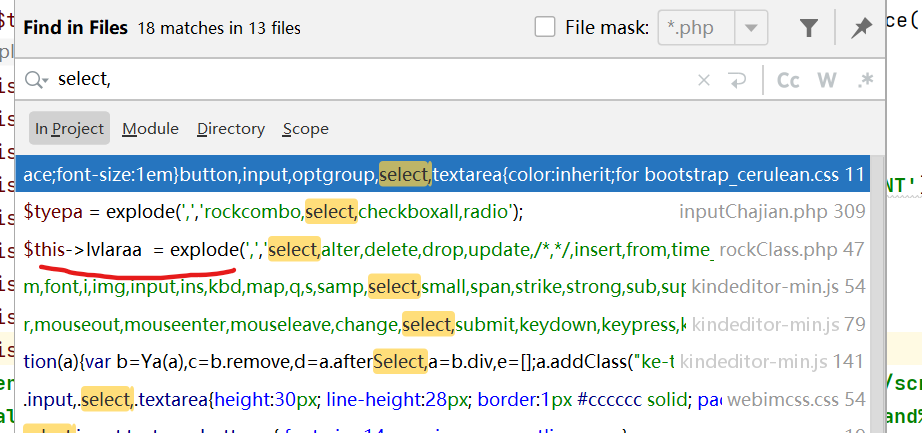 $t
ce(
Find in Files 18 matches in 13 files File mask: *.php
select, Cc W .*
In Project Module Directory Scope
ace;font-size:1em}button,input,optgroup,select,textarea{color:inherit;for bootstrap_cerulean.css 11
$tyepa = explode(',','rockcombo,select,checkboxall,radio'); inputChajian.php 309
$this->lvlaraa = explode(',','select,alter,delete,drop,update,/*,*/,insert,from,time_ rockClass.php 47
m,font,i,img,input,ins,kbd,map,q,s,samp,select,small,span,strike,strong,sub,sup kindeditor-min.js 54
r,mouseout,mouseenter,mouseleave,change,select,submit,keydown,keypress,k kindeditor-min.js 79
tion(a){var b=Ya(a),c=b.remove,d=a.afterSelect,a=b.div,e=[];a.addClass("ke-t kindeditor-min.js 141
.input,.select,.textarea{height:30px; line-height:28px; border:1px #cccccc solid; pac webimcss.css 54